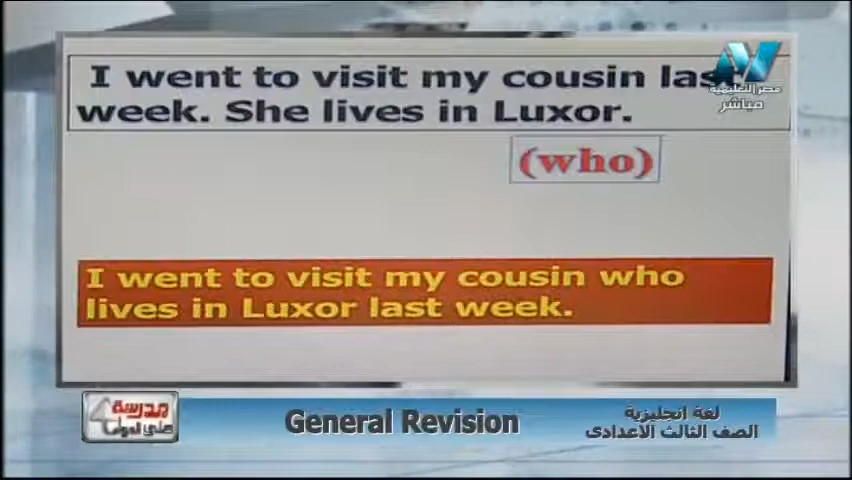 I went to visit my cousin last
week. She lives in Luxor.
(who)
I went to visit my cousin who
lives in Luxor last week.
مصر التعليمية
مباشر
مدرسة
على الهواء
General Revision
لغة انجليزية
الصف الثالث الاعدادى